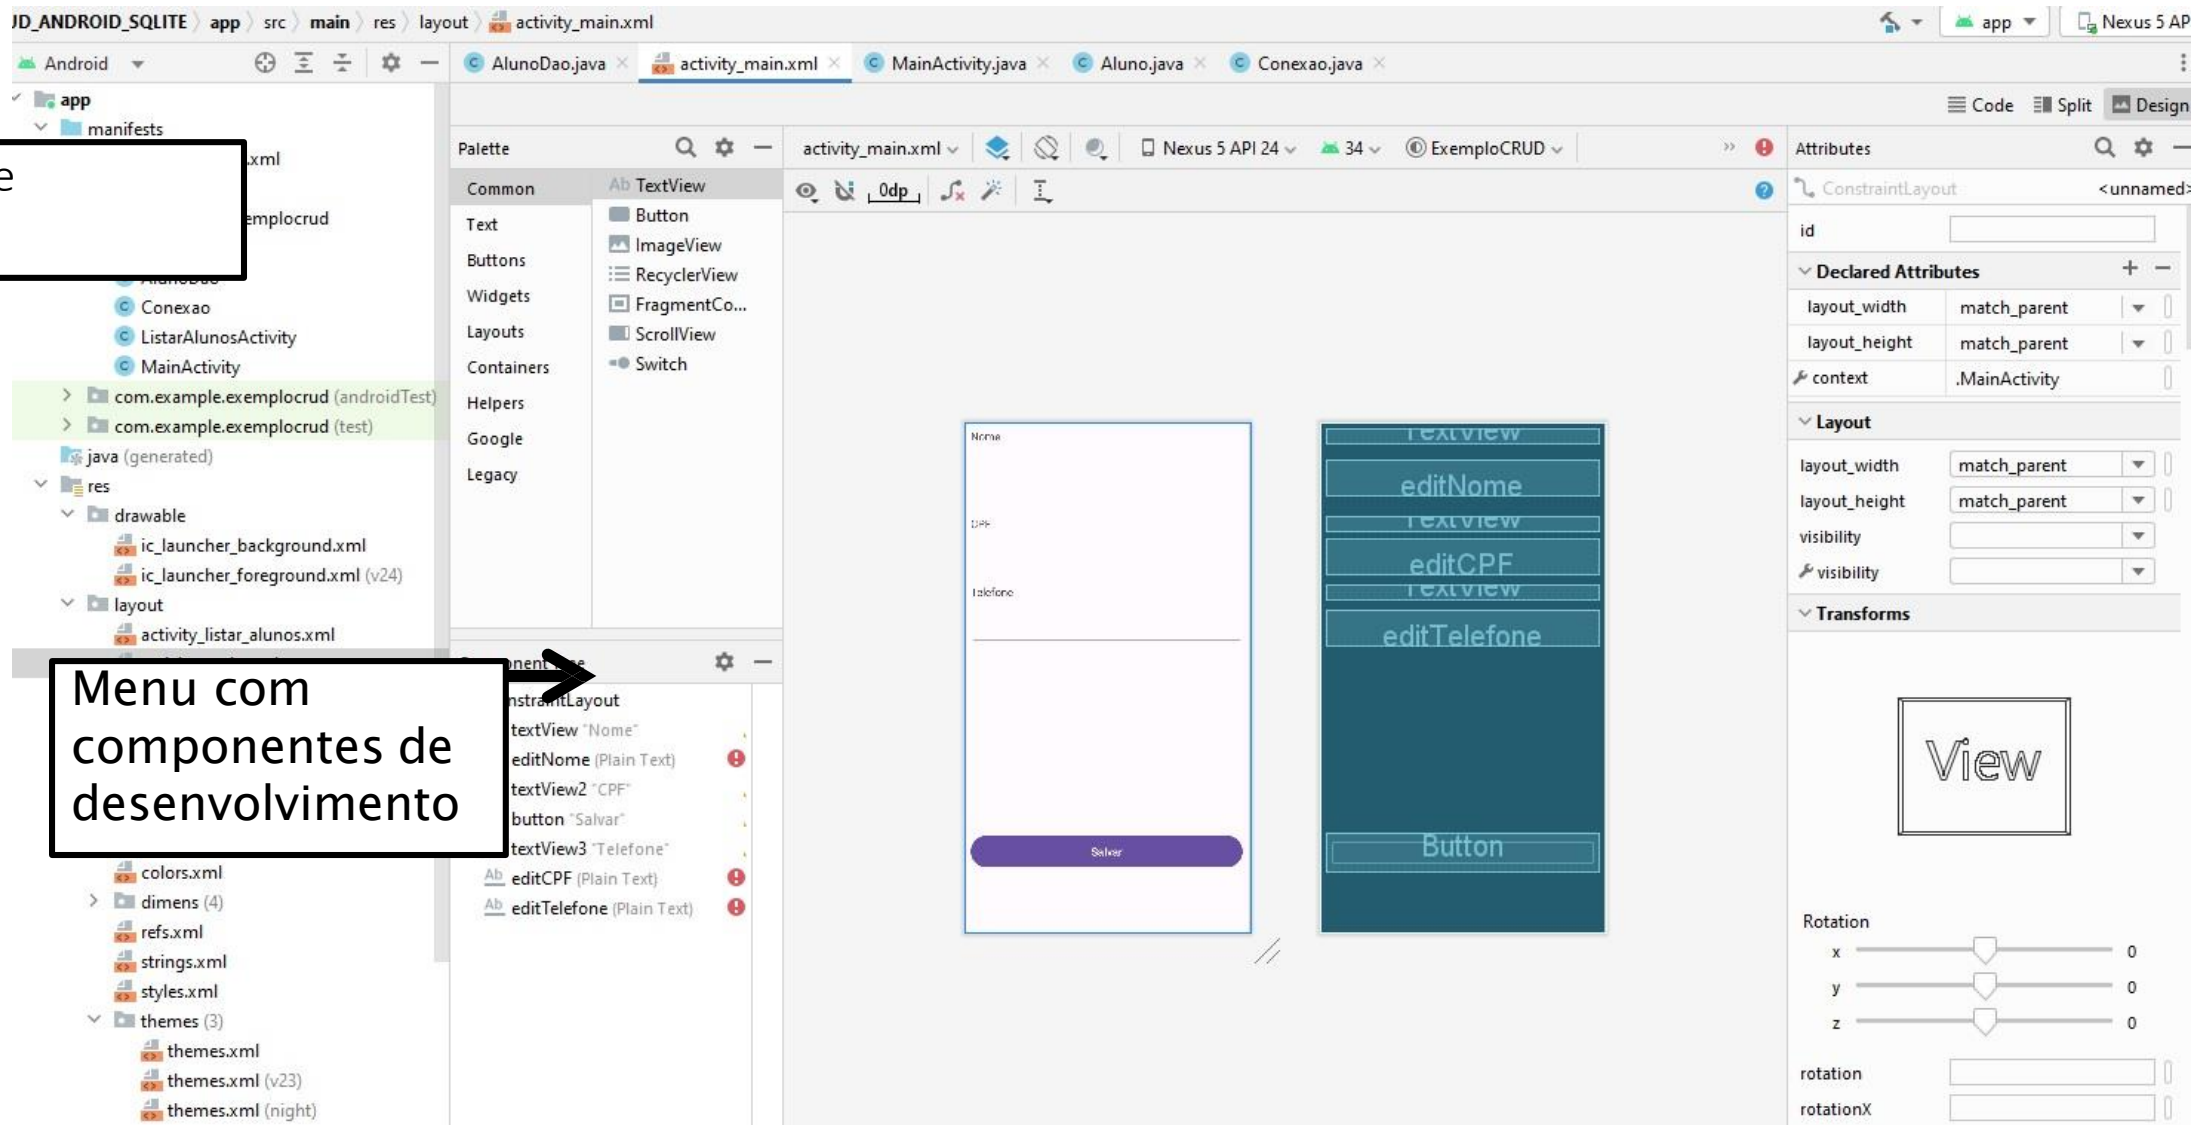 JD_ANDROID_SQLITE app src main res layout activity_main.xml
app Nexus 5 AP
Android
AlunoDao.java activity_main.xml MainActivity.java Aluno.java Conexao.java
Code Split Design
app
manifests
.xml
e
emplocrud
Conexao
ListarAlunosActivity
MainActivity
com.example.exemplocrud (androidTest)
com.example.exemplocrud (test)
java (generated)
res
drawable
ic_launcher_background.xml
ic_launcher_foreground.xml (v24)
layout
activity_listar_alunos.xml
Menu com
componentes de
desenvolvimento
colors.xml
dimens (4)
refs.xml
strings.xml
styles.xml
themes (3)
themes.xml
themes.xml (v23)
themes.xml (night)
Palette
Common
Text
Buttons
Widgets
Layouts
Containers
Helpers
Google
Legacy
Ab TextView
Button
ImageView
RecyclerView
FragmentCo...
ScrollView
Switch
nstraintLayout
textView "Nome"
editNome (Plain Text)
textView2 "CPF"
button "Salvar"
textView3 "Telefone"
Ab editCPF (Plain Text)
Ab editTelefone (Plain Text)
activity_main.xml Nexus 5 API 24 34 ExemploCRUD
0dp
Nome
CPF
Telefone
Salvar
TextView
editNome
TextView
editCPF
TextView
editTelefone
Button
Attributes
ConstraintLayout <unnamed>
id
Declared Attributes
layout_width match_parent
layout_height match_parent
context .MainActivity
Layout
layout_width match_parent
layout_height match_parent
visibility
visibility
Transforms
View
Rotation
x 0
y 0
z 0
rotation
rotationX